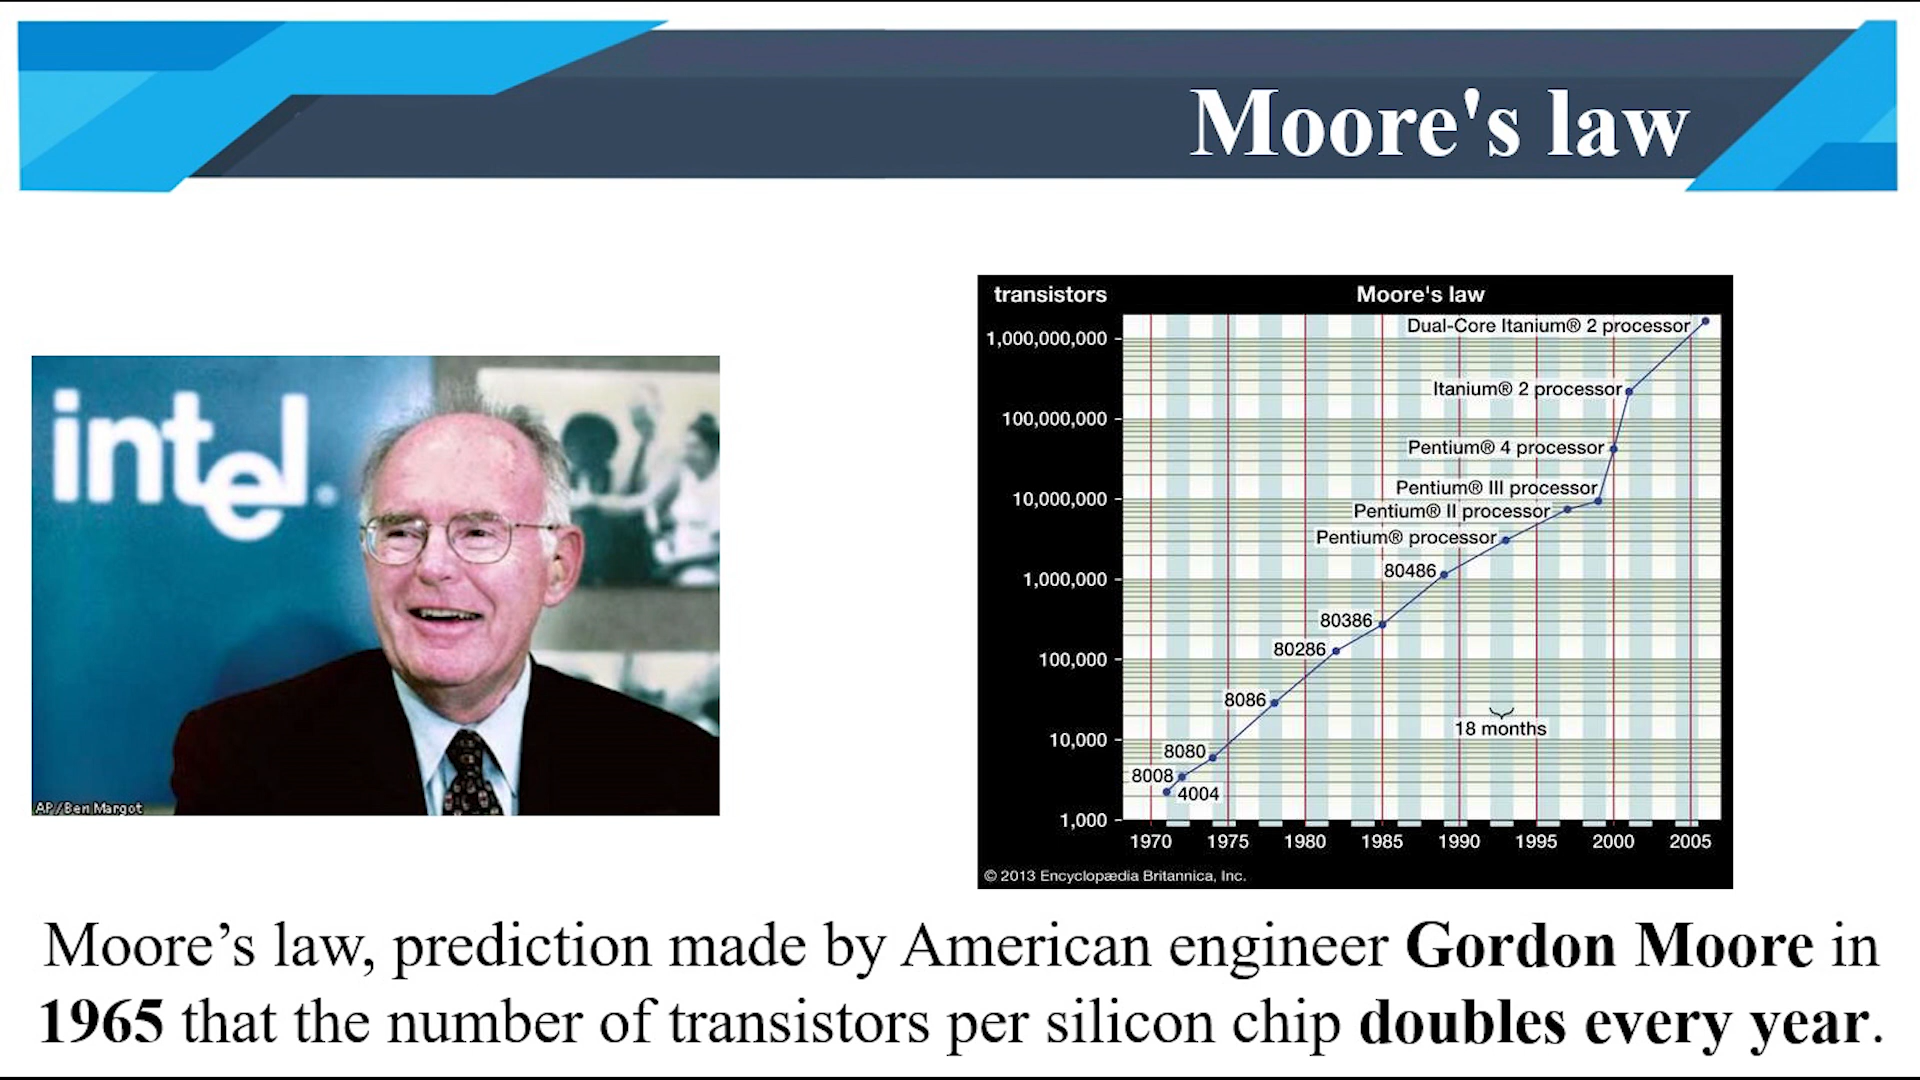 Moore's law
intel
AP/Ben Margot
transistors
Moore's law
1,000,000,000
100,000,000
10,000,000
1,000,000
100,000
10,000
1,000
Dual-Core Itanium® 2 processor
Itanium® 2 processor
Pentium® 4 processor
Pentium® III processor
Pentium® II processor
Pentium® processor
80486
80386
80286
8086
8080
8008
4004
18 months
1970 1975 1980 1985 1990 1995 2000 2005
© 2013 Encyclopædia Britannica, Inc.
Moore’s law, prediction made by American engineer Gordon Moore in
1965 that the number of transistors per silicon chip doubles every year.